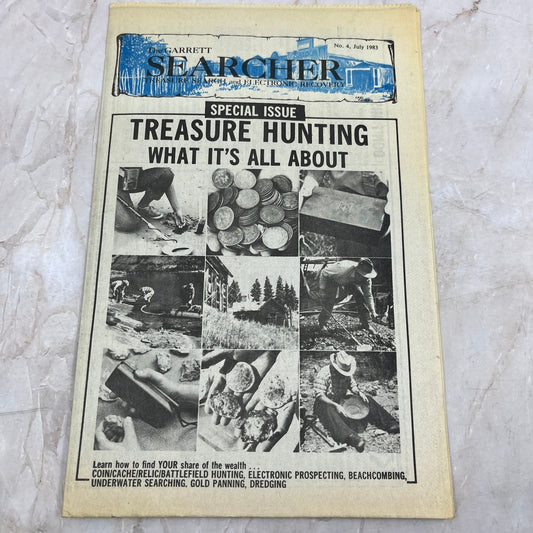 The GARRETT
No. 4, July 1983
SEARCHER
TREASURE SEARCH and ELECTRONIC RECOVERY
SPECIAL ISSUE
TREASURE HUNTING
WHAT IT'S ALL ABOUT
Learn how to find YOUR share of the wealth . . .
COIN/CACHE/RELIC/BATTLEFIELD HUNTING, ELECTRONIC PROSPECTING, BEACHCOMBING,
UNDERWATER SEARCHING, GOLD PANNING, DREDGING